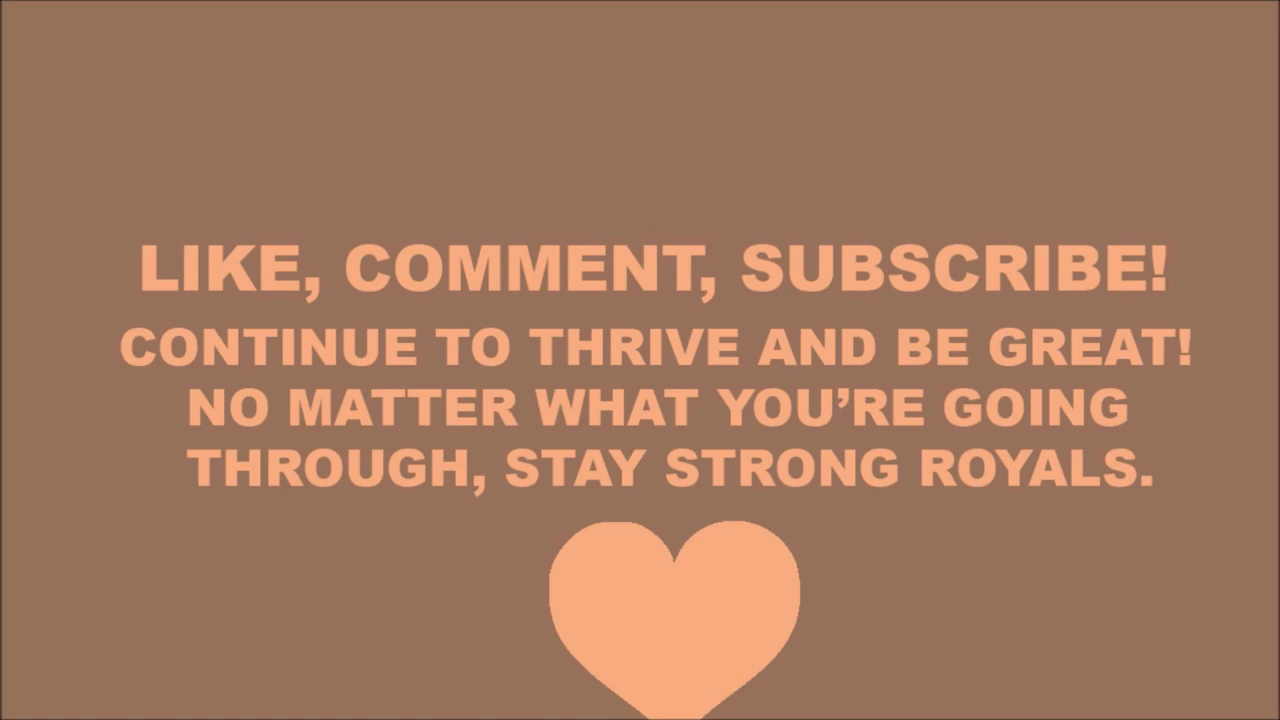 LIKE, COMMENT, SUBSCRIBE!
CONTINUE TO THRIVE AND BE GREAT!
NO MATTER WHAT YOU’RE GOING
THROUGH, STAY STRONG ROYALS.